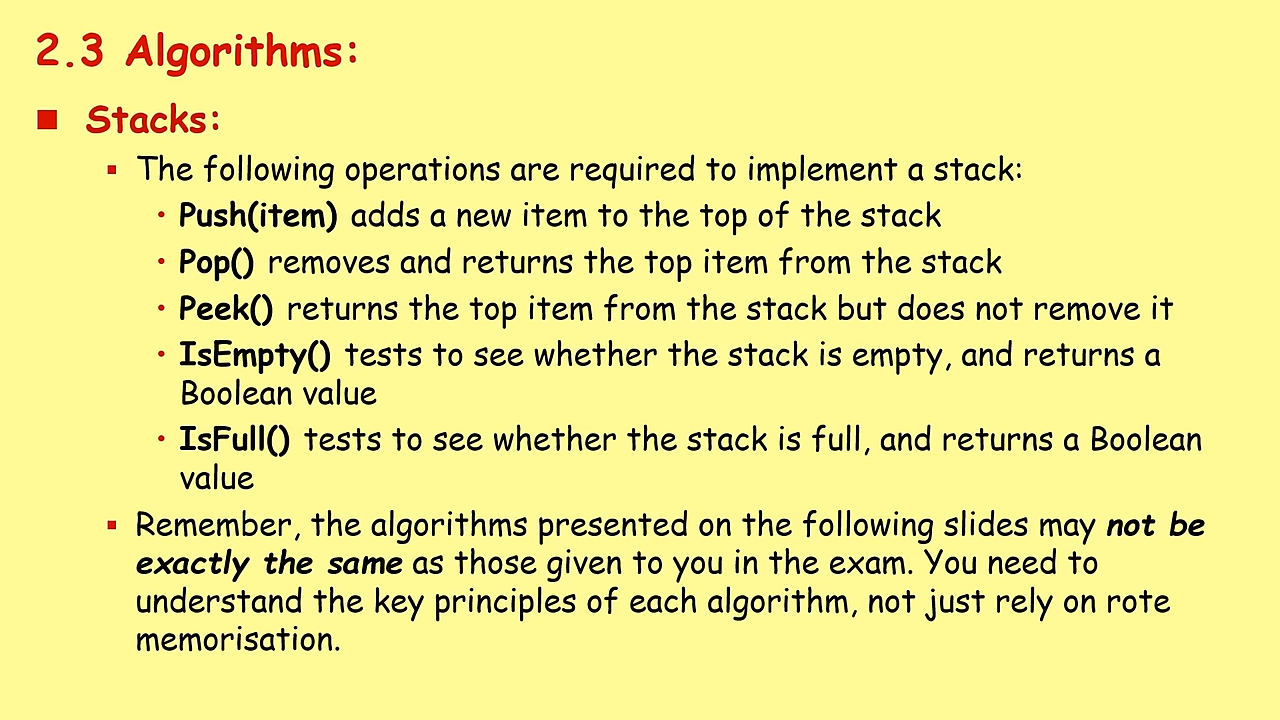 2.3 Algorithms:
Stacks:
The following operations are required to implement a stack:
Push(item) adds a new item to the top of the stack
Pop() removes and returns the top item from the stack
Peek() returns the top item from the stack but does not remove it
IsEmpty() tests to see whether the stack is empty, and returns a
Boolean value
IsFull() tests to see whether the stack is full, and returns a Boolean
value
Remember, the algorithms presented on the following slides may not be
exactly the same as those given to you in the exam. You need to
understand the key principles of each algorithm, not just rely on rote
memorisation.